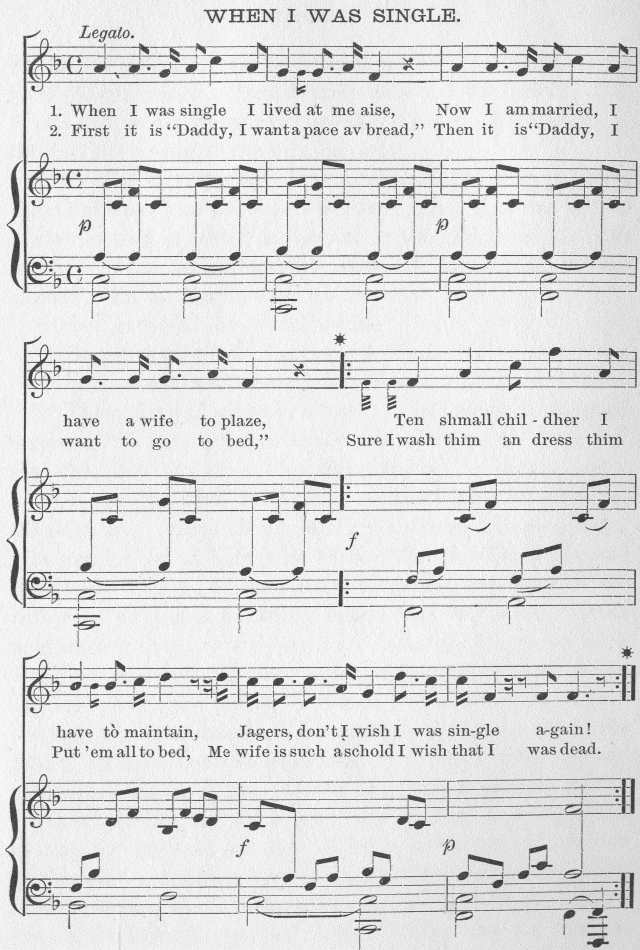 WHEN I WAS SINGLE.
Legato.
1. When I was single I lived at me aise, Now I am married, I
2. First it is "Daddy, I want a pace av bread," Then it is "Daddy, I
p p
have a wife to plaze, Ten shmall chil - dher I
want to go to bed," Sure I wash thim an dress thim
f
have to maintain, Jagers, don't I wish I was sin-gle a-gain!
Put 'em all to bed, Me wife is such a schold I wish that I was dead.
f p